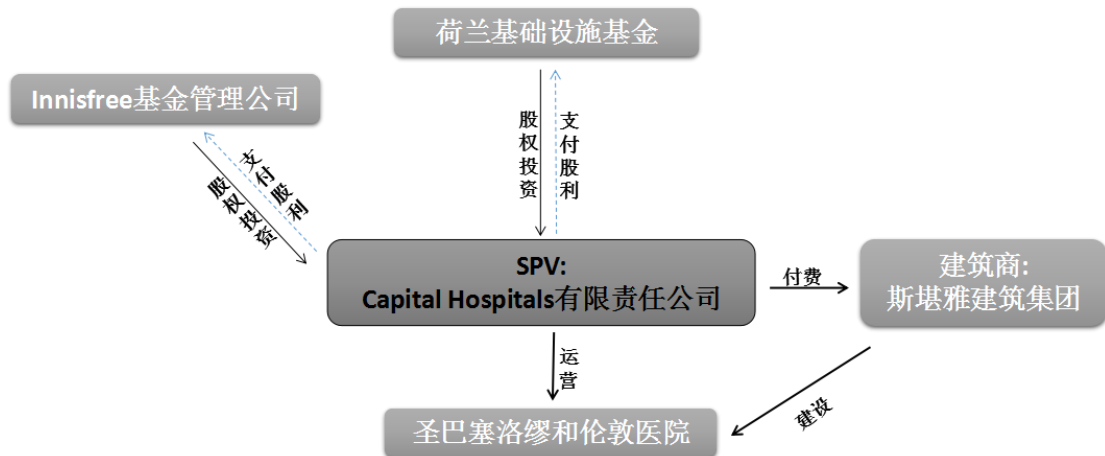 荷兰基础设施基金
Innisfree基金管理公司
股权投资
支付股利
支付股利
股权投资
SPV:
Capital Hospitals有限责任公司
付费
建筑商:
斯堪雅建筑集团
运营
建设
圣巴塞洛缪和伦敦医院